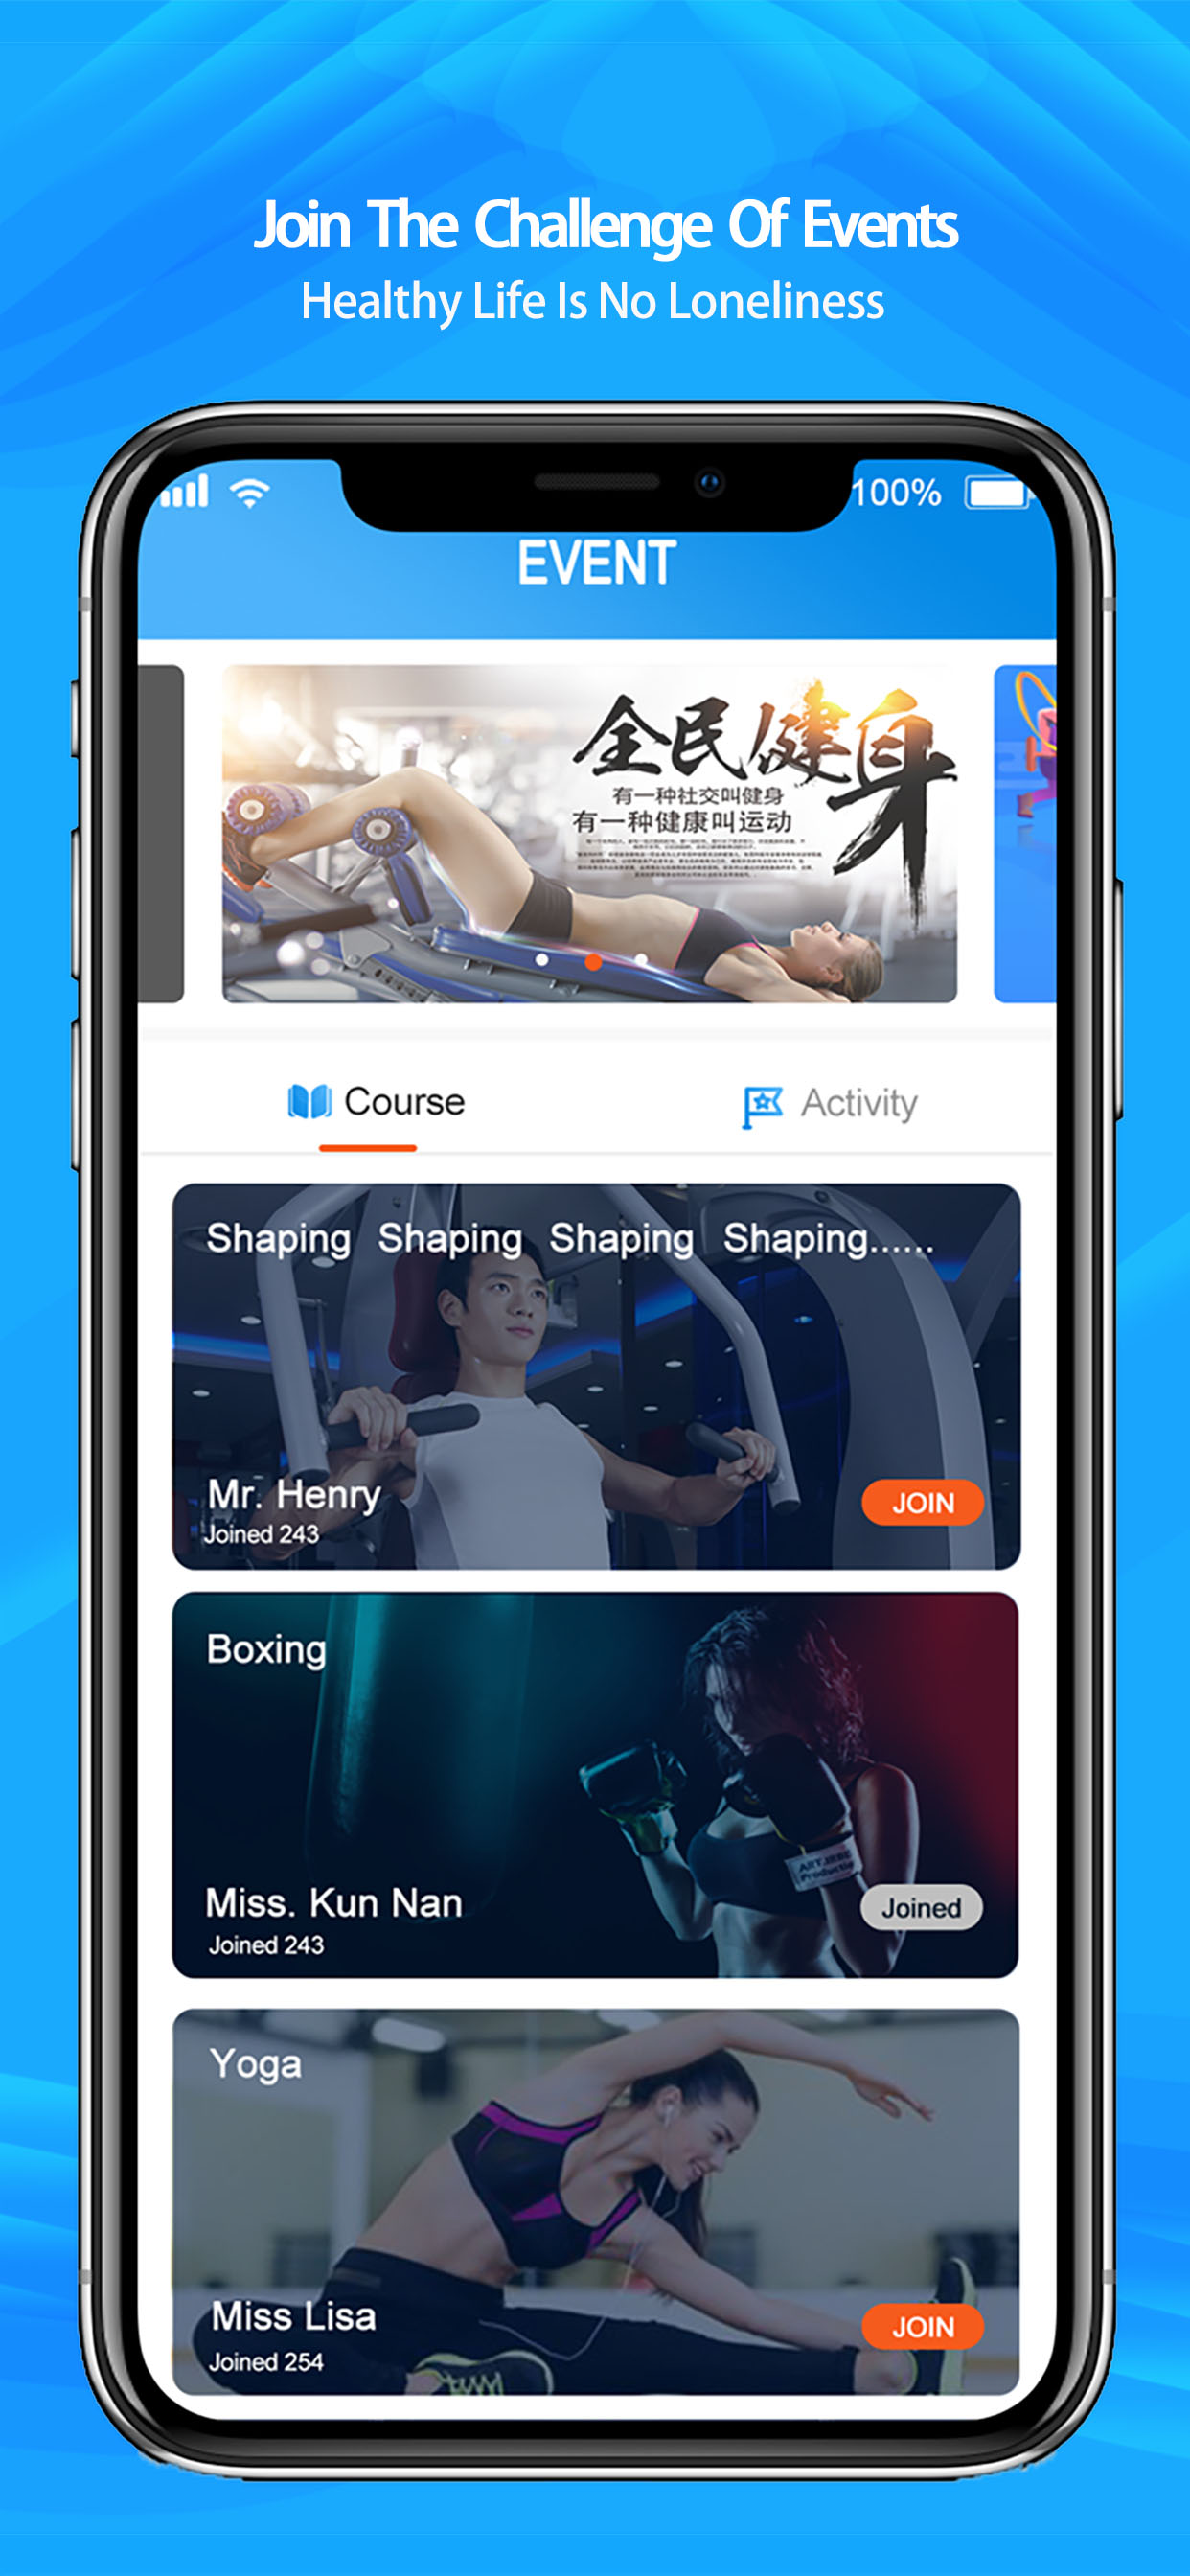 Join The Challenge Of Events
Healthy Life Is No Loneliness
100%
EVENT
全民健身
有一种社交叫健身
有一种健康叫运动
Course
Activity
Shaping Shaping Shaping Shaping......
Mr. Henry
Joined 243
JOIN
Boxing
Miss. Kun Nan
Joined 243
Joined
Yoga
Miss Lisa
Joined 254
JOIN